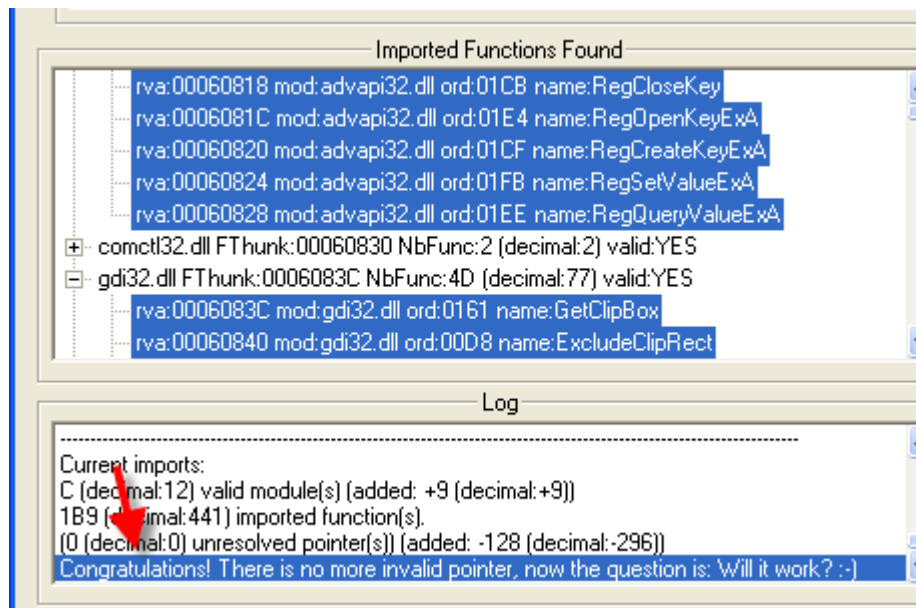 Imported Functions Found
rva:00060818 mod:advapi32.dll ord:01CB name:RegCloseKey
rva:0006081C mod:advapi32.dll ord:01E4 name:RegOpenKeyExA
rva:00060820 mod:advapi32.dll ord:01CF name:RegCreateKeyExA
rva:00060824 mod:advapi32.dll ord:01FB name:RegSetValueExA
rva:00060828 mod:advapi32.dll ord:01EE name:RegQueryValueExA
comctl32.dll FThunk:00060830 NbFunc:2 (decimal:2) valid:YES
gdi32.dll FThunk:0006083C NbFunc:4D (decimal:77) valid:YES
rva:0006083C mod:gdi32.dll ord:0161 name:GetClipBox
rva:00060840 mod:gdi32.dll ord:00D8 name:ExcludeClipRect
Log
Current imports:
C (decimal:12) valid module(s) (added: +9 (decimal:+9))
1B9 (decimal:441) imported function(s).
(0 (decimal:0) unresolved pointer(s)) (added: -128 (decimal:-296))
Congratulations! There is no more invalid pointer, now the question is: Will it work? :-)